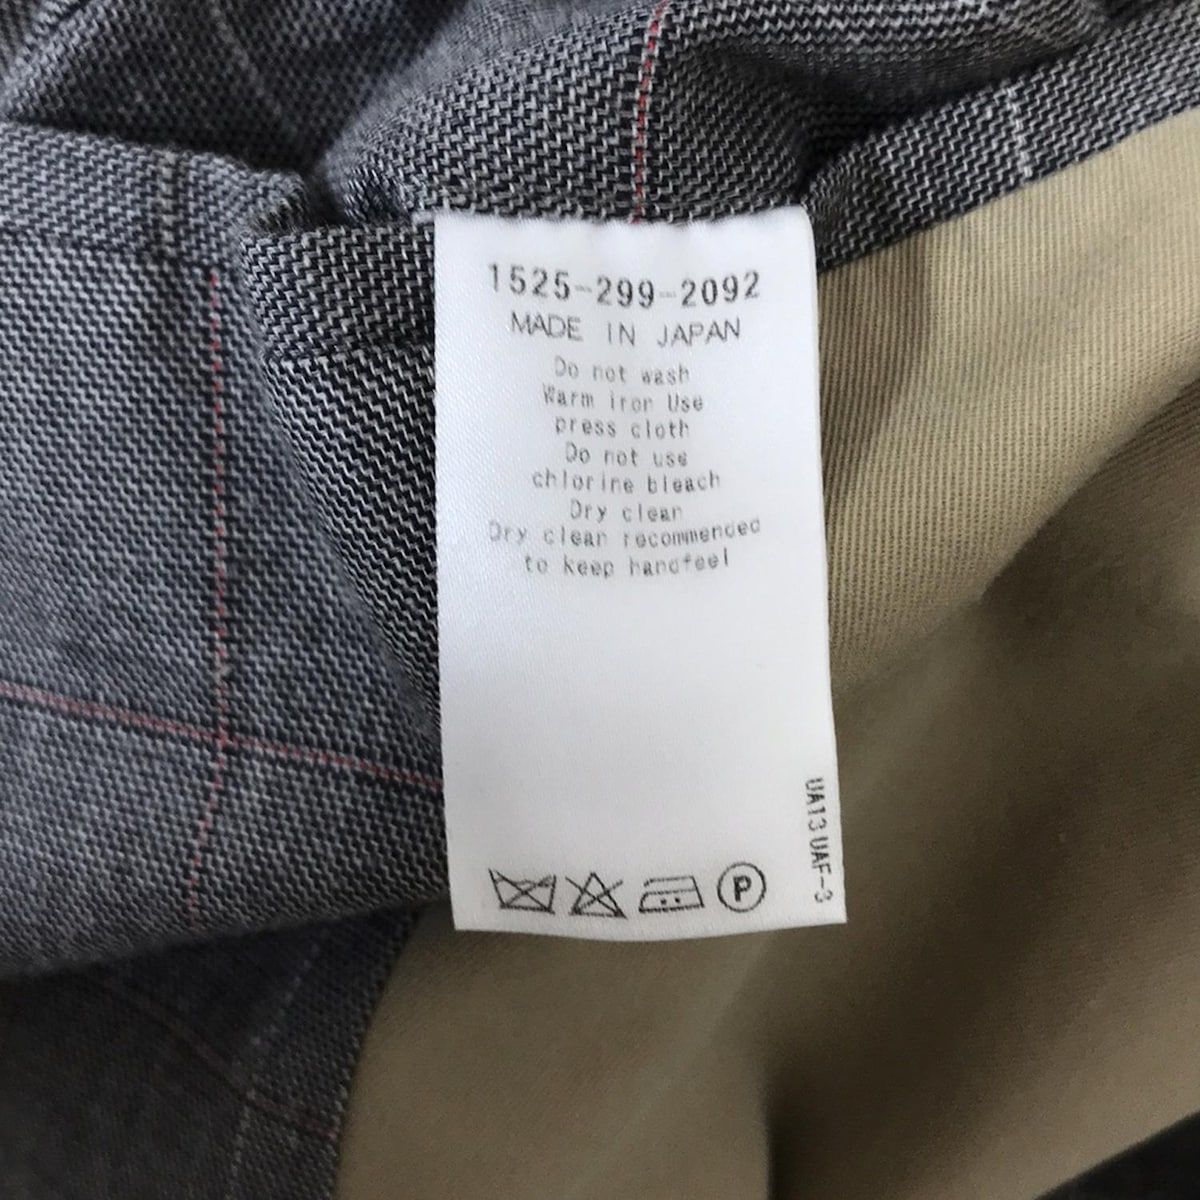 1525-299-2092
MADE IN JAPAN
Do not wash
Warm iron Use
press cloth
Do not use
chlorine bleach
Dry clean
Dry clean recommended
to keep handfeel
UA13 UAF-3
P